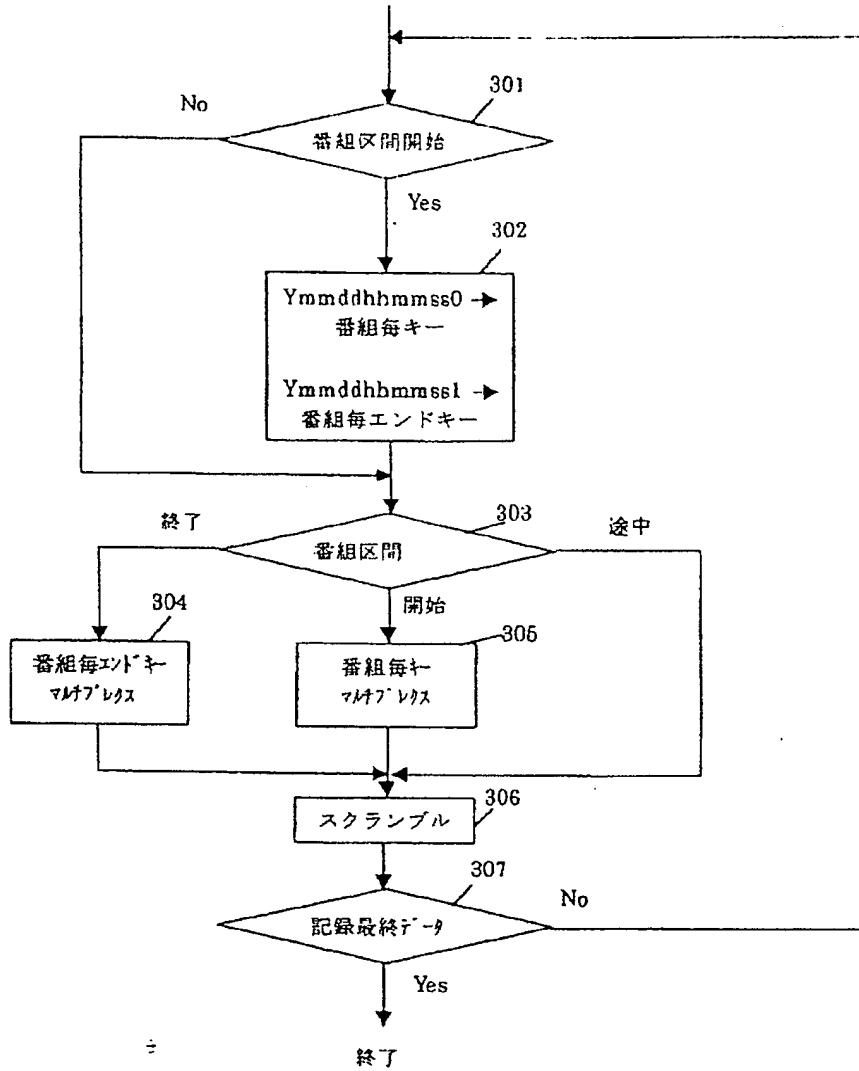 301
No
番組区間開始
Yes
302
Ymmddhhmmss0 →
番組毎キー
Ymmddhhmmss1 →
番組毎エンドキー
303
終了
途中
番組区間
開始
304
305
番組毎エンドキー
マルチプレクス
番組毎キー
マルチプレクス
306
スクランブル
307
No
記録最終データ
Yes
終了